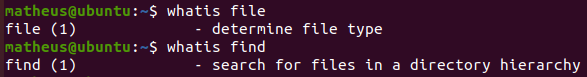 matheus@ubuntu:~$ whatis file
file (1)             - determine file type
matheus@ubuntu:~$ whatis find
find (1)             - search for files in a directory hierarchy